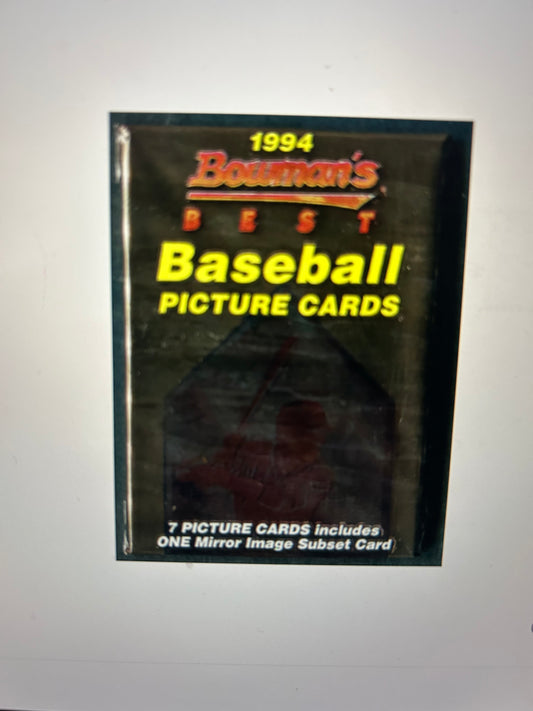 1994
Bowman's
BEST
Baseball
PICTURE CARDS
7 PICTURE CARDS includes
ONE Mirror Image Subset Card